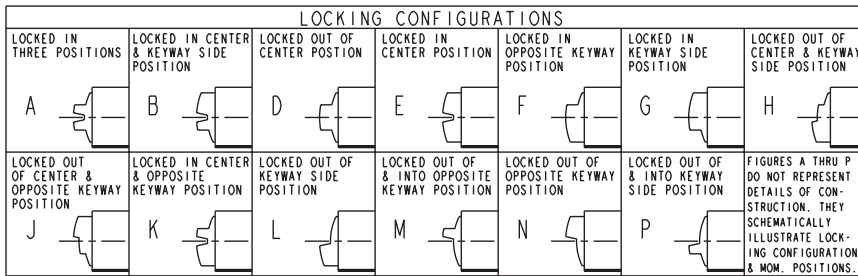 LOCKING CONFIGURATIONS
LOCKED IN
THREE POSITIONS
A
LOCKED IN CENTER
& KEYWAY SIDE
POSITION
B
LOCKED OUT OF
CENTER POSTION
D
LOCKED IN
CENTER POSITION
E
LOCKED IN
OPPOSITE KEYWAY
POSITION
F
LOCKED IN
KEYWAY SIDE
POSITION
G
LOCKED OUT OF
CENTER & KEYWAY
SIDE POSITION
H
LOCKED OUT
OF CENTER &
OPPOSITE KEYWAY
POSITION
J
LOCKED IN CENTER
& OPPOSITE
KEYWAY POSITION
K
LOCKED OUT OF
KEYWAY SIDE
POSITION
L
LOCKED OUT OF
& INTO OPPOSITE
KEYWAY POSITION
M
LOCKED OUT OF
OPPOSITE KEYWAY
POSITION
N
LOCKED OUT OF
& INTO KEYWAY
SIDE POSITION
P
FIGURES A THRU P
DO NOT REPRESENT
DETAILS OF CON-
STRUCTION. THEY
SCHEMATICALLY
ILLUSTRATE LOCK-
ING CONFIGURATION
& MOM. POSITIONS.